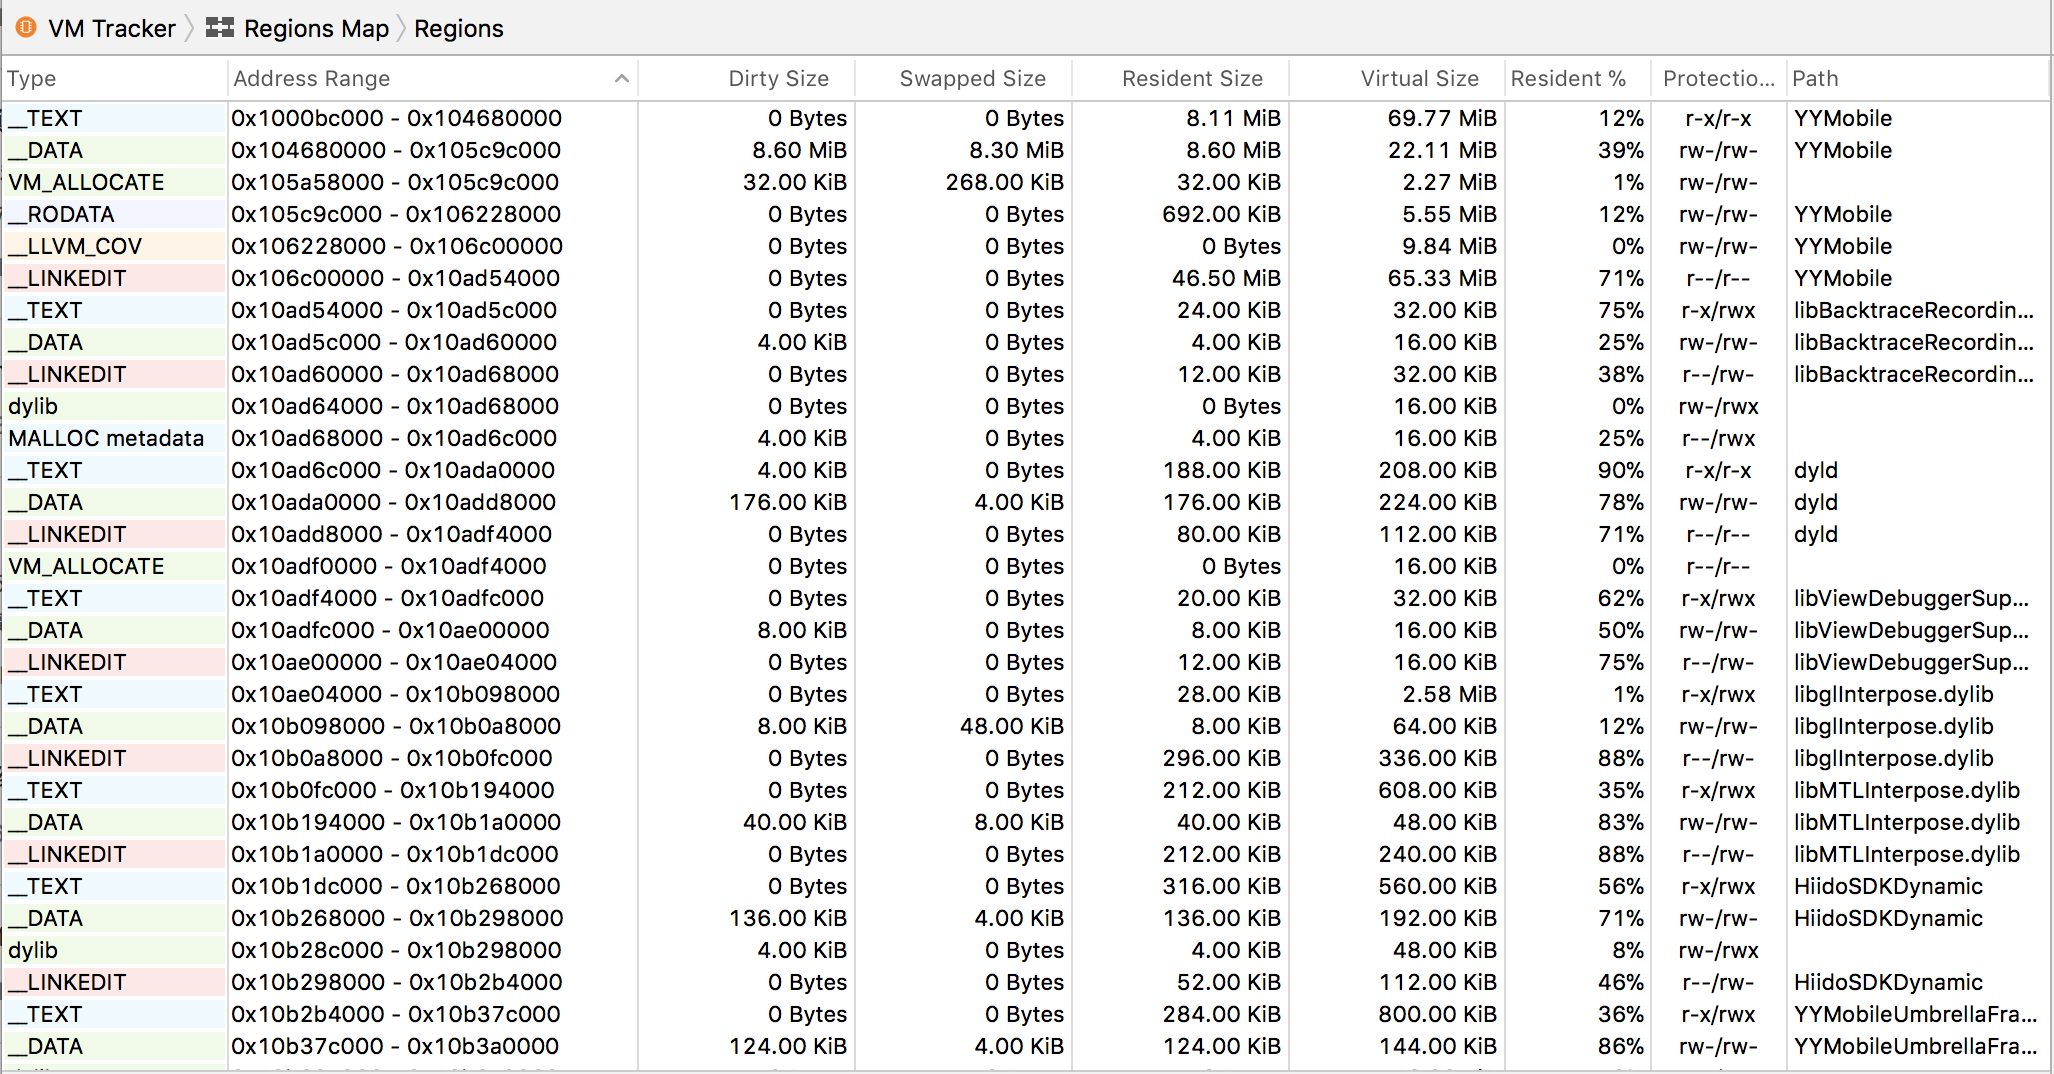 VM Tracker Regions Map Regions
Type Address Range Dirty Size Swapped Size Resident Size Virtual Size Resident % Protectio... Path
__TEXT 0x1000bc000 - 0x104680000 0 Bytes 0 Bytes 8.11 MiB 69.77 MiB 12% r-x/r-x YYMobile
__DATA 0x104680000 - 0x105c9c000 8.60 MiB 8.30 MiB 8.60 MiB 22.11 MiB 39% rw-/rw- YYMobile
VM_ALLOCATE 0x105a58000 - 0x105c9c000 32.00 KiB 268.00 KiB 32.00 KiB 2.27 MiB 1% rw-/rw-
__RODATA 0x105c9c000 - 0x106228000 0 Bytes 0 Bytes 692.00 KiB 5.55 MiB 12% rw-/rw- YYMobile
__LLVM_COV 0x106228000 - 0x106c00000 0 Bytes 0 Bytes 0 Bytes 9.84 MiB 0% rw-/rw- YYMobile
__LINKEDIT 0x106c00000 - 0x10ad54000 0 Bytes 0 Bytes 46.50 MiB 65.33 MiB 71% r--/r-- YYMobile
__TEXT 0x10ad54000 - 0x10ad5c000 0 Bytes 0 Bytes 24.00 KiB 32.00 KiB 75% r-x/rwx libBacktraceRecordin...
__DATA 0x10ad5c000 - 0x10ad60000 4.00 KiB 0 Bytes 4.00 KiB 16.00 KiB 25% rw-/rw- libBacktraceRecordin...
__LINKEDIT 0x10ad60000 - 0x10ad68000 0 Bytes 0 Bytes 12.00 KiB 32.00 KiB 38% r--/rw- libBacktraceRecordin...
dylib 0x10ad64000 - 0x10ad68000 0 Bytes 0 Bytes 0 Bytes 16.00 KiB 0% rw-/rwx
MALLOC metadata 0x10ad68000 - 0x10ad6c000 4.00 KiB 0 Bytes 4.00 KiB 16.00 KiB 25% r--/rwx
__TEXT 0x10ad6c000 - 0x10ada0000 4.00 KiB 0 Bytes 188.00 KiB 208.00 KiB 90% r-x/r-x dyld
__DATA 0x10ada0000 - 0x10add8000 176.00 KiB 4.00 KiB 176.00 KiB 224.00 KiB 78% rw-/rw- dyld
__LINKEDIT 0x10add8000 - 0x10adf4000 0 Bytes 0 Bytes 80.00 KiB 112.00 KiB 71% r--/r-- dyld
VM_ALLOCATE 0x10adf0000 - 0x10adf4000 0 Bytes 0 Bytes 0 Bytes 16.00 KiB 0% r--/r--
__TEXT 0x10adf4000 - 0x10adfc000 0 Bytes 0 Bytes 20.00 KiB 32.00 KiB 62% r-x/rwx libViewDebuggerSup...
__DATA 0x10adfc000 - 0x10ae00000 8.00 KiB 0 Bytes 8.00 KiB 16.00 KiB 50% rw-/rw- libViewDebuggerSup...
__LINKEDIT 0x10ae00000 - 0x10ae04000 0 Bytes 0 Bytes 12.00 KiB 16.00 KiB 75% r--/rw- libViewDebuggerSup...
__TEXT 0x10ae04000 - 0x10b098000 0 Bytes 0 Bytes 28.00 KiB 2.58 MiB 1% r-x/rwx libglInterpose.dylib
__DATA 0x10b098000 - 0x10b0a8000 8.00 KiB 48.00 KiB 8.00 KiB 64.00 KiB 12% rw-/rw- libglInterpose.dylib
__LINKEDIT 0x10b0a8000 - 0x10b0fc000 0 Bytes 0 Bytes 296.00 KiB 336.00 KiB 88% r--/rw- libglInterpose.dylib
__TEXT 0x10b0fc000 - 0x10b194000 0 Bytes 0 Bytes 212.00 KiB 608.00 KiB 35% r-x/rwx libMTLInterpose.dylib
__DATA 0x10b194000 - 0x10b1a0000 40.00 KiB 8.00 KiB 40.00 KiB 48.00 KiB 83% rw-/rw- libMTLInterpose.dylib
__LINKEDIT 0x10b1a0000 - 0x10b1dc000 0 Bytes 0 Bytes 212.00 KiB 240.00 KiB 88% r--/rw- libMTLInterpose.dylib
__TEXT 0x10b1dc000 - 0x10b268000 0 Bytes 0 Bytes 316.00 KiB 560.00 KiB 56% r-x/rwx HiidoSDKDynamic
__DATA 0x10b268000 - 0x10b298000 136.00 KiB 4.00 KiB 136.00 KiB 192.00 KiB 71% rw-/rw- HiidoSDKDynamic
dylib 0x10b28c000 - 0x10b298000 4.00 KiB 0 Bytes 4.00 KiB 48.00 KiB 8% rw-/rwx
__LINKEDIT 0x10b298000 - 0x10b2b4000 0 Bytes 0 Bytes 52.00 KiB 112.00 KiB 46% r--/rw- HiidoSDKDynamic
__TEXT 0x10b2b4000 - 0x10b37c000 0 Bytes 0 Bytes 284.00 KiB 800.00 KiB 36% r-x/rwx YYMobileUmbrellaFra...
__DATA 0x10b37c000 - 0x10b3a0000 124.00 KiB 4.00 KiB 124.00 KiB 144.00 KiB 86% rw-/rw- YYMobileUmbrellaFra...